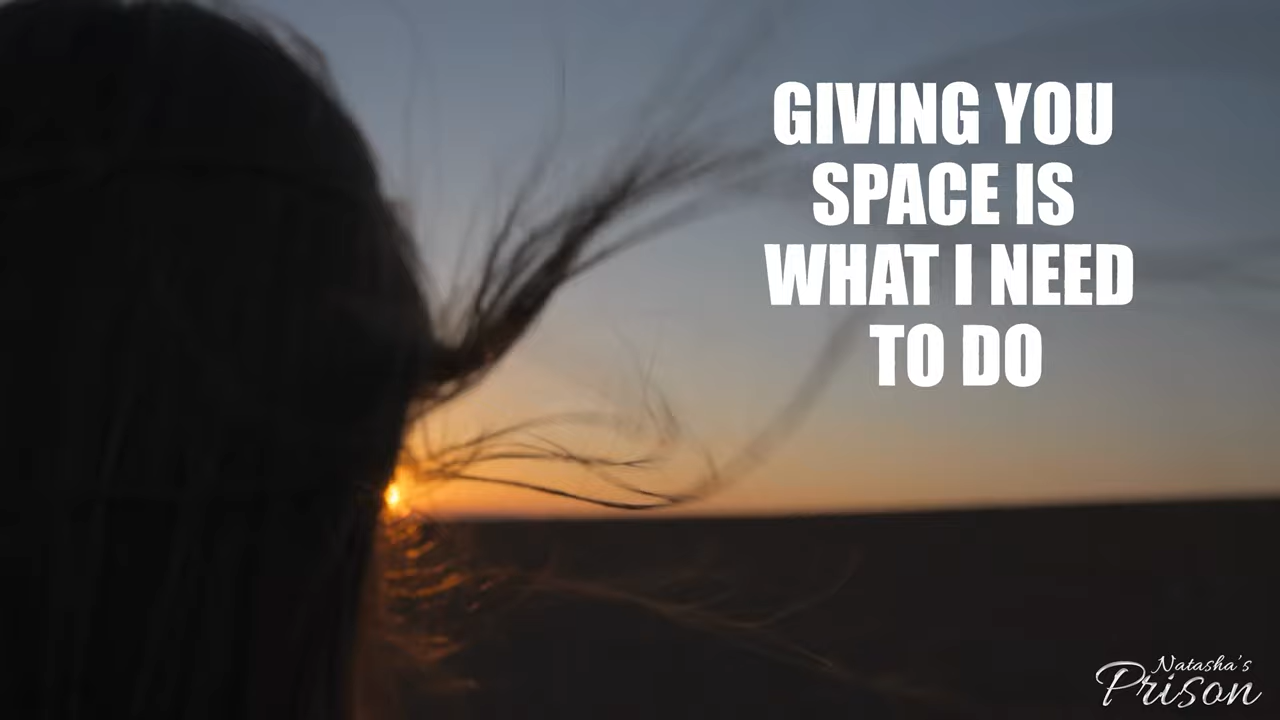 GIVING YOU
SPACE IS
WHAT I NEED
TO DO
Natasha's
Prison